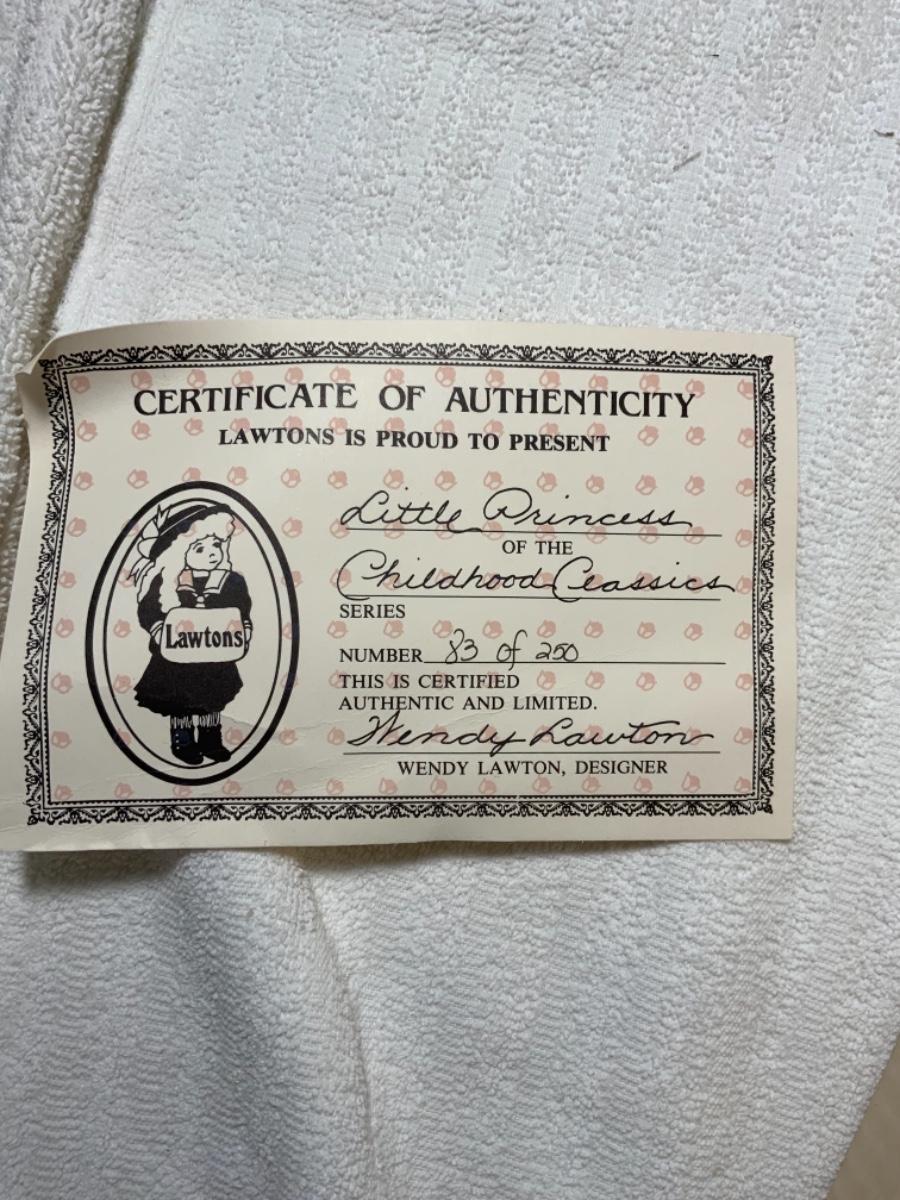 CERTIFICATE OF AUTHENTICITY
LAWTONS IS PROUD TO PRESENT
Little Princess
OF THE
Childhood Classics
SERIES
Lawtons
NUMBER 83 of 250
THIS IS CERTIFIED
AUTHENTIC AND LIMITED.
Wendy Lawton
WENDY LAWTON, DESIGNER